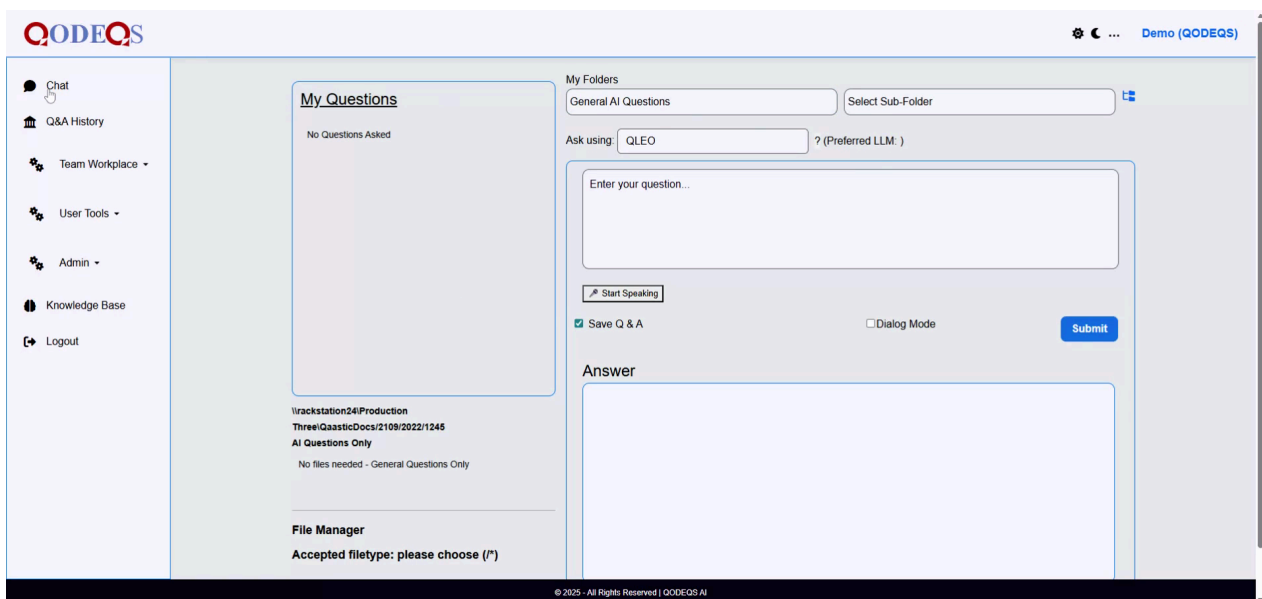 QODEQS
... Demo (QODEQS)
Chat
Q&A History
Team Workplace
User Tools
Admin
Knowledge Base
Logout
My Questions
No Questions Asked
\\rackstation24\Production
Three\QaasticDocs/2109/2022/1245
AI Questions Only
No files needed - General Questions Only
File Manager
Accepted filetype: please choose (/*)
My Folders
General AI Questions Select Sub-Folder
Ask using: QLEO ? (Preferred LLM: )
Enter your question...
Start Speaking
Save Q & A Dialog Mode Submit
Answer
© 2025 - All Rights Reserved | QODEQS AI